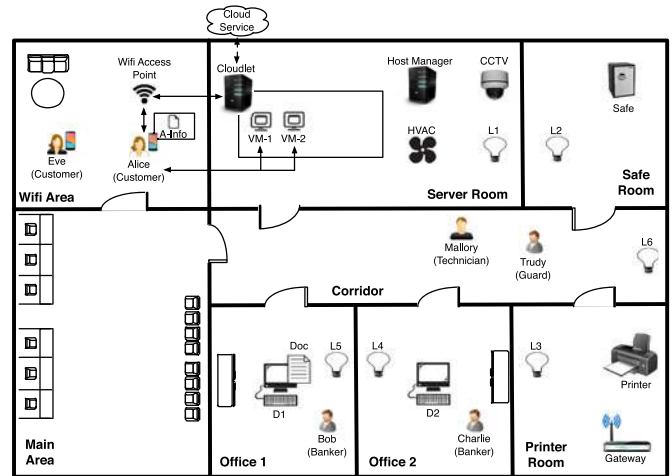 Cloud
Service
Wifi Access
Point
Cloudlet
Host Manager
CCTV
Safe
A-Info
VM-1
VM-2
HVAC
L1
L2
Eve
(Customer)
Alice
(Customer)
Wifi Area
Server Room
Safe
Room
Mallory
(Technician)
Trudy
(Guard)
L6
Corridor
Doc
L5
L4
L3
Printer
D1
D2
Bob
(Banker)
Charlie
(Banker)
Gateway
Main
Area
Office 1
Office 2
Printer
Room